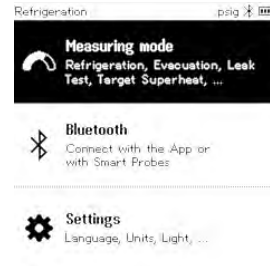 Refrigeration psig
Measuring mode
Refrigeration, Evacuation, Leak
Test, Target Superheat, ...
Bluetooth
Connect with the App or
with Smart Probes
Settings
Language, Units, Light, ...